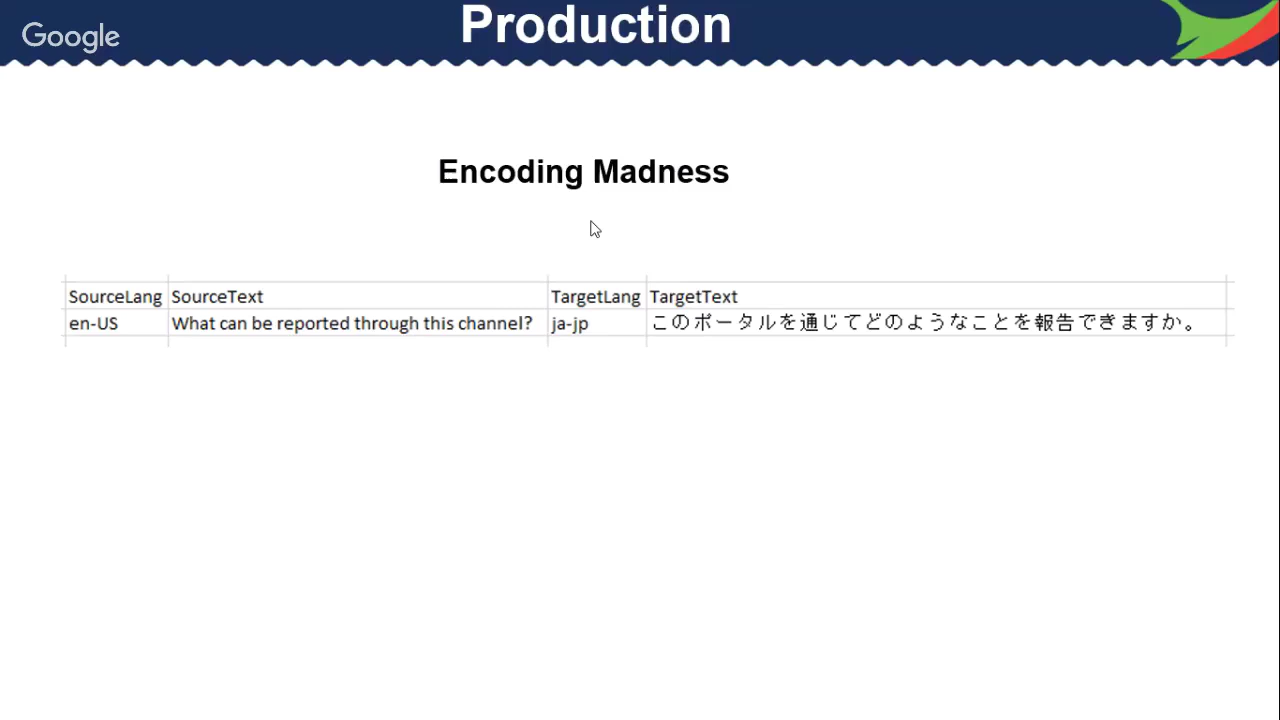 Google
Production
Encoding Madness
SourceLang SourceText TargetLang TargetText
en-US What can be reported through this channel? ja-jp このポータルを通じてどのようなことを報告できますか。